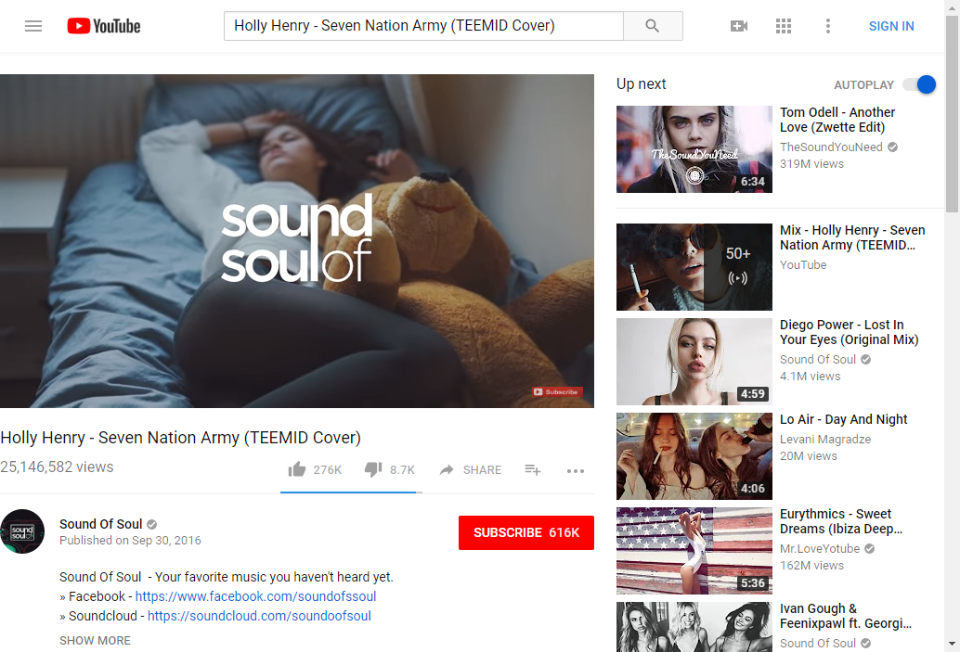 YouTube
Holly Henry - Seven Nation Army (TEEMID Cover)
SIGN IN
sound
soulof
Subscribe
Holly Henry - Seven Nation Army (TEEMID Cover)
25,146,582 views
276K
8.7K
SHARE
Sound Of Soul
Published on Sep 30, 2016
SUBSCRIBE 616K
Sound Of Soul - Your favorite music you haven't heard yet.
» Facebook - https://www.facebook.com/soundofssoul
» Soundcloud - https://soundcloud.com/soundoofsoul
SHOW MORE
Up next
AUTOPLAY
TheSoundYouNeed
6:34
Tom Odell - Another
Love (Zwette Edit)
TheSoundYouNeed
319M views
50+
Mix - Holly Henry - Seven
Nation Army (TEEMID...
YouTube
4:59
Diego Power - Lost In
Your Eyes (Original Mix)
Sound Of Soul
4.1M views
4:06
Lo Air - Day And Night
Levani Magradze
20M views
5:36
Eurythmics - Sweet
Dreams (Ibiza Deep...
Mr.LoveYotube
162M views
Ivan Gough &
Feenixpawl ft. Georgi...
Sound Of Soul